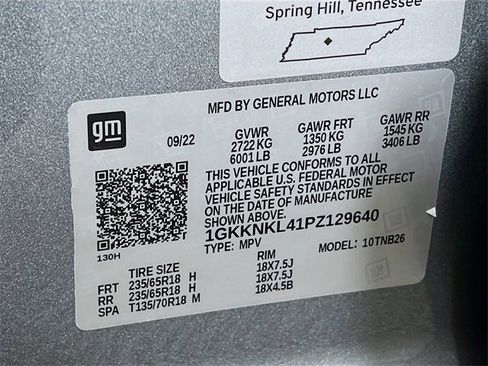 Spring Hill, Tennessee
MFD BY GENERAL MOTORS LLC
gm
09/22
GVWR GAWR FRT GAWR RR
2722 KG 1350 KG 1545 KG
6001 LB 2976 LB 3406 LB
THIS VEHICLE CONFORMS TO ALL
APPLICABLE U.S. FEDERAL MOTOR
VEHICLE SAFETY STANDARDS IN EFFECT
ON THE DATE OF MANUFACTURE
SHOWN ABOVE.
1GKKNKL41PZ129640
TYPE: MPV MODEL: 10TNB26
130H
TIRE SIZE RIM
FRT 235/65R18 H 18X7.5J
RR 235/65R18 H 18X7.5J
SPA T135/70R18 M 18X4.5B